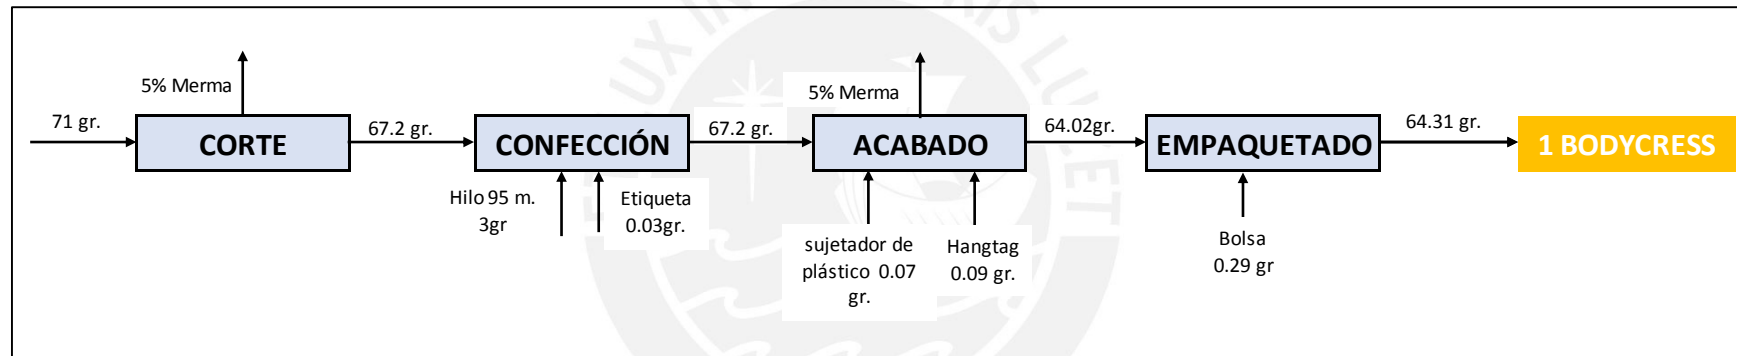 5% Merma
5% Merma
71 gr.
CORTE
67.2 gr.
CONFECCIÓN
67.2 gr.
ACABADO
64.02gr.
EMPAQUETADO
64.31 gr.
1 BODYCRESS
Hilo 95 m.
3gr
Etiqueta
0.03gr.
sujetador de
plástico 0.07
gr.
Hangtag
0.09 gr.
Bolsa
0.29 gr